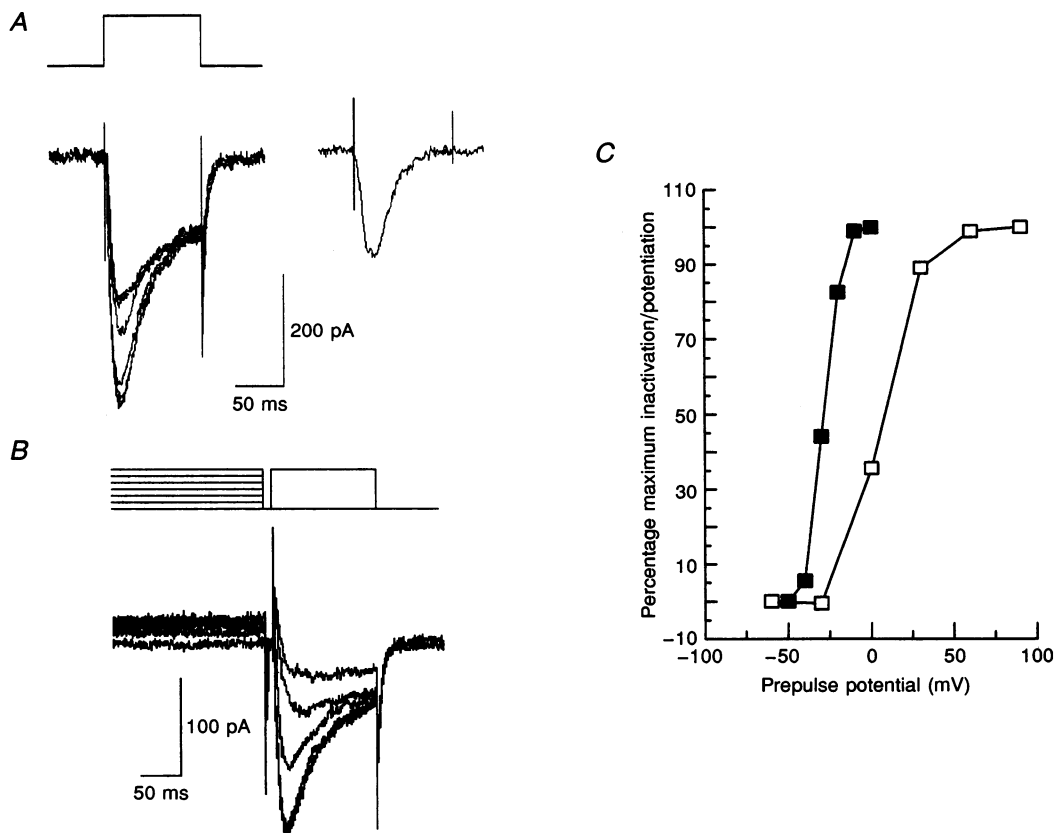 A
200 pA
50 ms
B
100 pA
50 ms
C
Percentage maximum inactivation/potentiation
110
90
70
50
30
10
−10
−100
−50
0
50
100
Prepulse potential (mV)